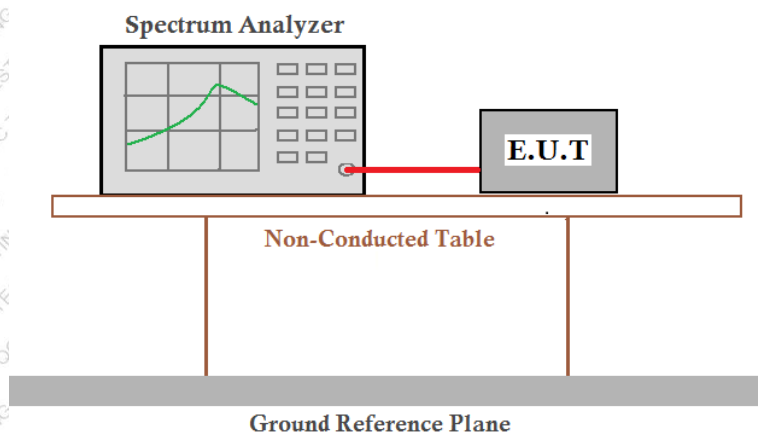 Spectrum Analyzer
E.U.T
Non-Conducted Table
Ground Reference Plane